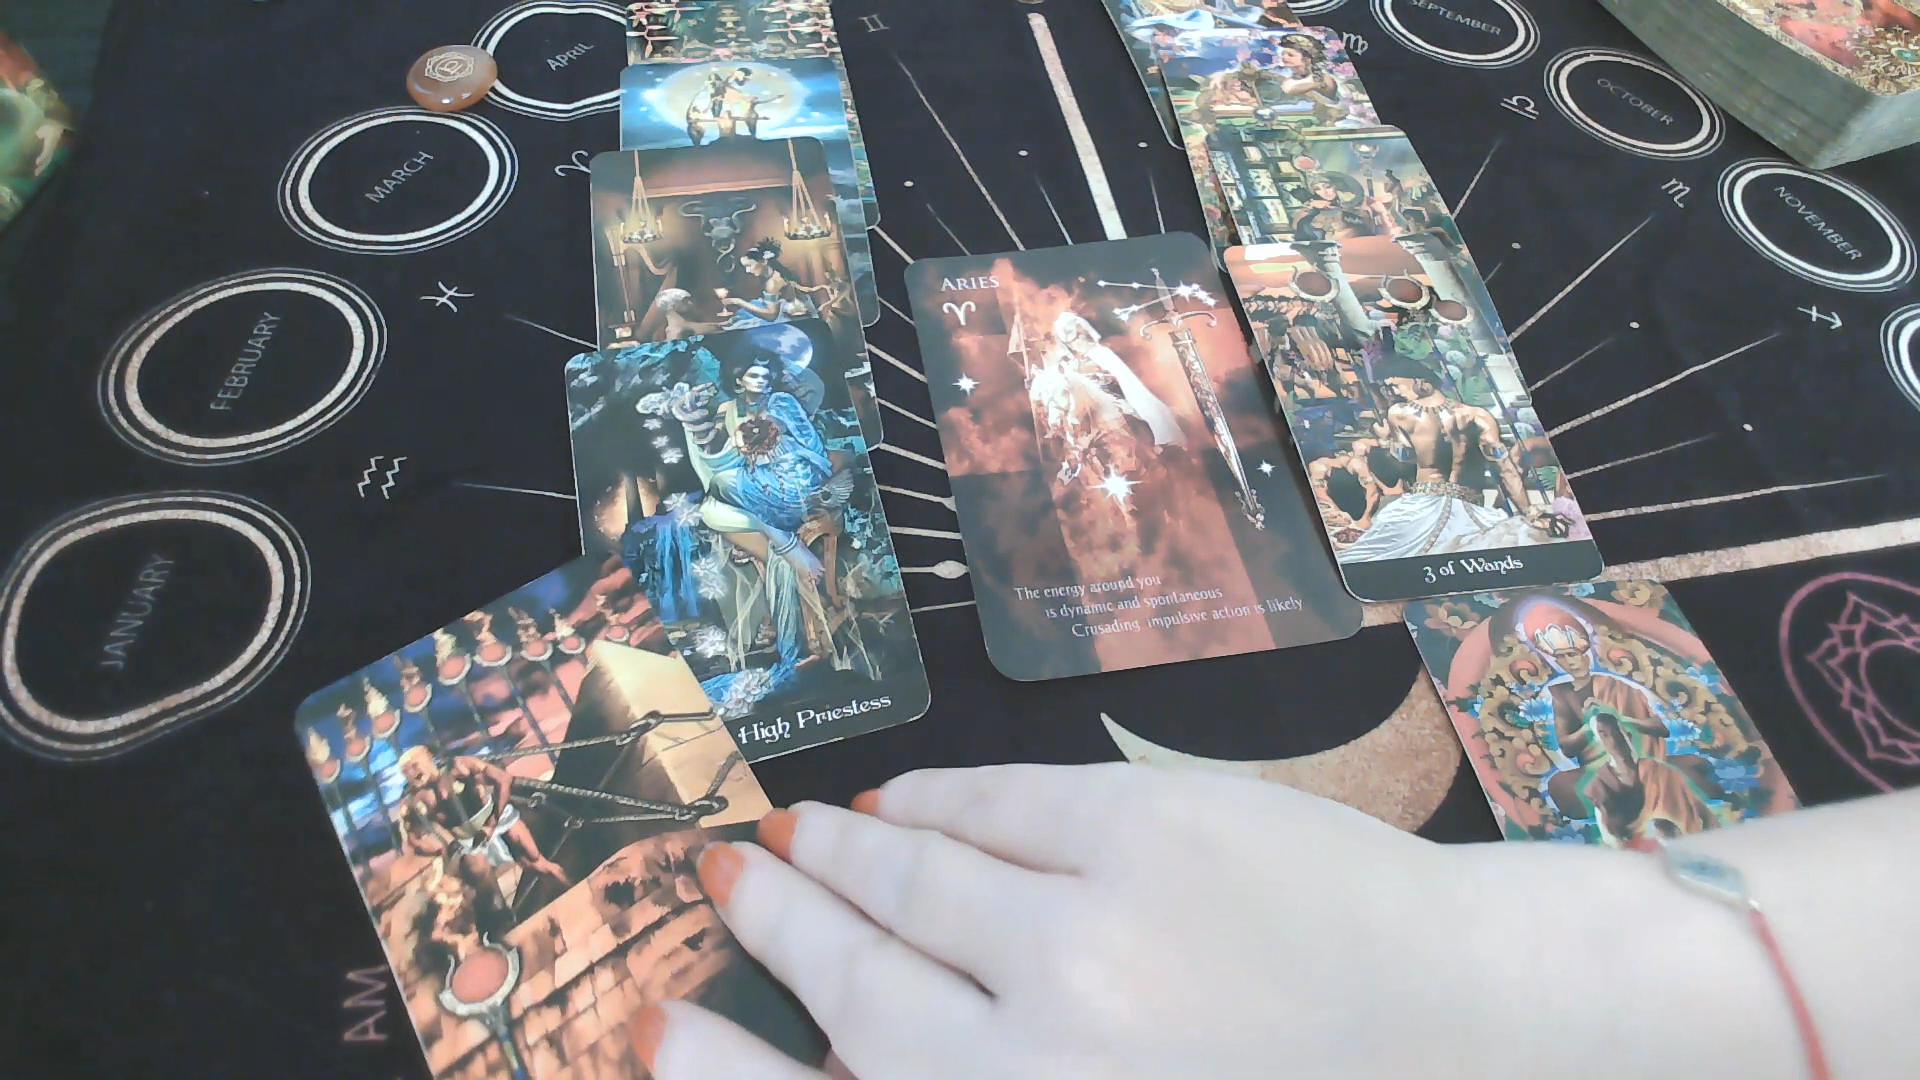 APRIL
SEPTEMBER
OCTOBER
MARCH
NOVEMBER
FEBRUARY
JANUARY
ARIES
The energy around you
is dynamic and spontaneous
Crusading impulsive action is likely
3 of Wands
High Priestess
AM